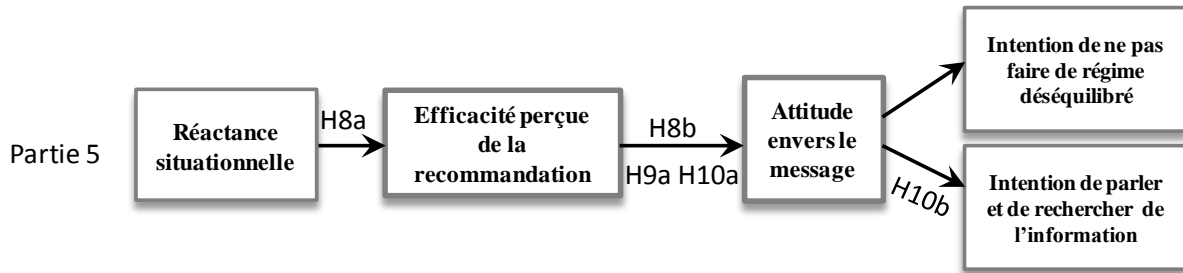 Partie 5
Réactance
situationnelle
H8a
Efficacité perçue
de la
recommandation
H8b
H9a H10a
Attitude
envers le
message
H10b
Intention de ne pas
faire de régime
déséquilibré
Intention de parler
et de rechercher de
l'information